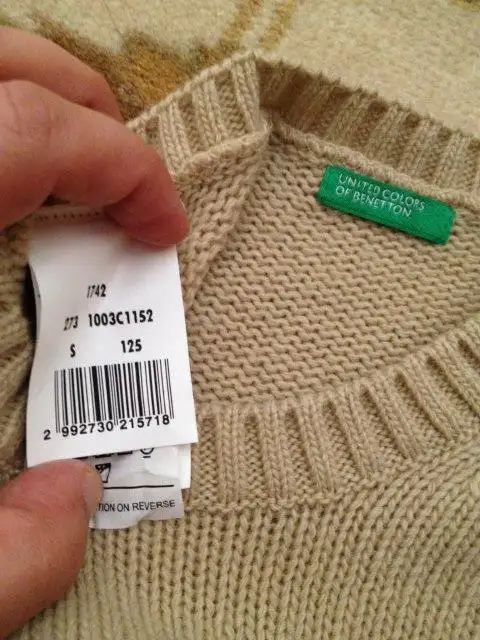 UNITED COLORS
OF BENETTON
1742
273 1003C1152
S 125
2 992730 215718
TION ON REVERSE